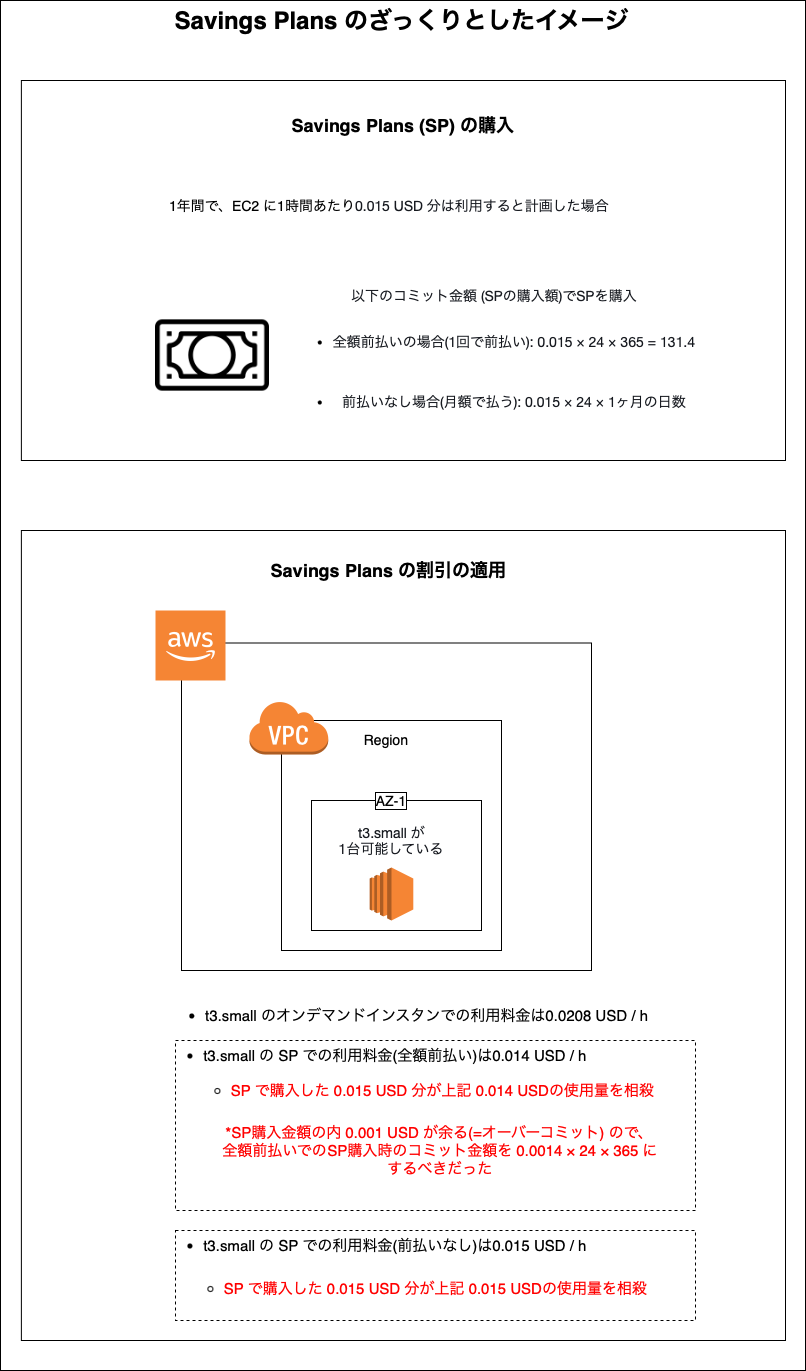 Savings Plans のざっくりとしたイメージ
Savings Plans (SP) の購入
1年間で、EC2 に1時間あたり0.015 USD 分は利用すると計画した場合
以下のコミット金額 (SPの購入額)でSPを購入
• 全額前払いの場合(1回で前払い): 0.015 × 24 × 365 = 131.4
• 前払いなし場合(月額で払う): 0.015 × 24 × 1ヶ月の日数
Savings Plans の割引の適用
aws
VPC
Region
AZ-1
t3.small が
1台可能している
• t3.small のオンデマンドインスタンでの利用料金は0.0208 USD / h
• t3.small の SP での利用料金(全額前払い)は0.014 USD / h
○ SP で購入した 0.015 USD 分が上記 0.014 USDの使用量を相殺
*SP購入金額の内 0.001 USD が余る(=オーバーコミット) ので、
全額前払いでのSP購入時のコミット金額を 0.0014 × 24 × 365 に
するべきだった
• t3.small の SP での利用料金(前払いなし)は0.015 USD / h
○ SP で購入した 0.015 USD 分が上記 0.015 USDの使用量を相殺